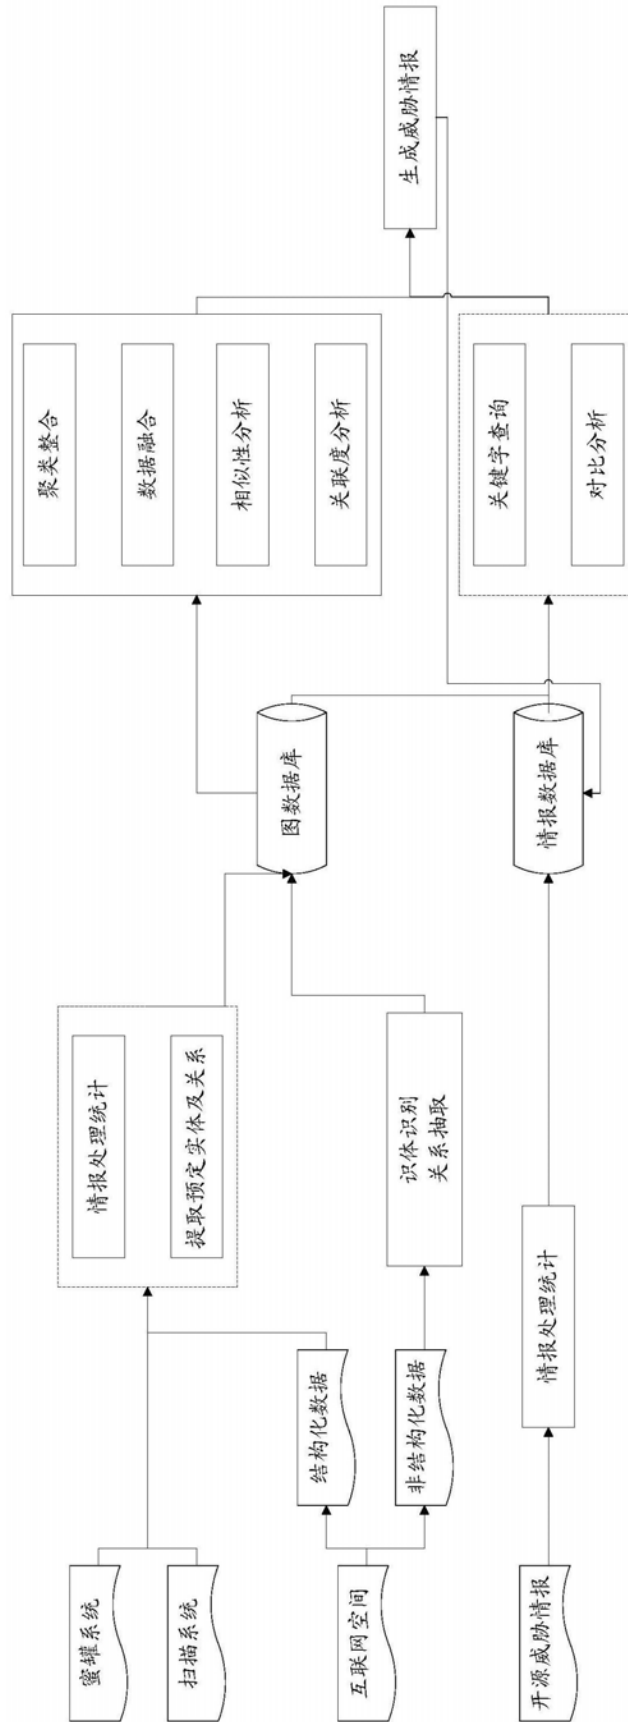 蜜罐系统
扫描系统
互联网空间
开源威胁情报
结构化数据
非结构化数据
情报处理统计
情报处理统计
提取预定实体及关系
识体识别
关系抽取
图数据库
情报数据库
聚类整合
数据融合
相似性分析
关联度分析
关键字查询
对比分析
生成威胁情报